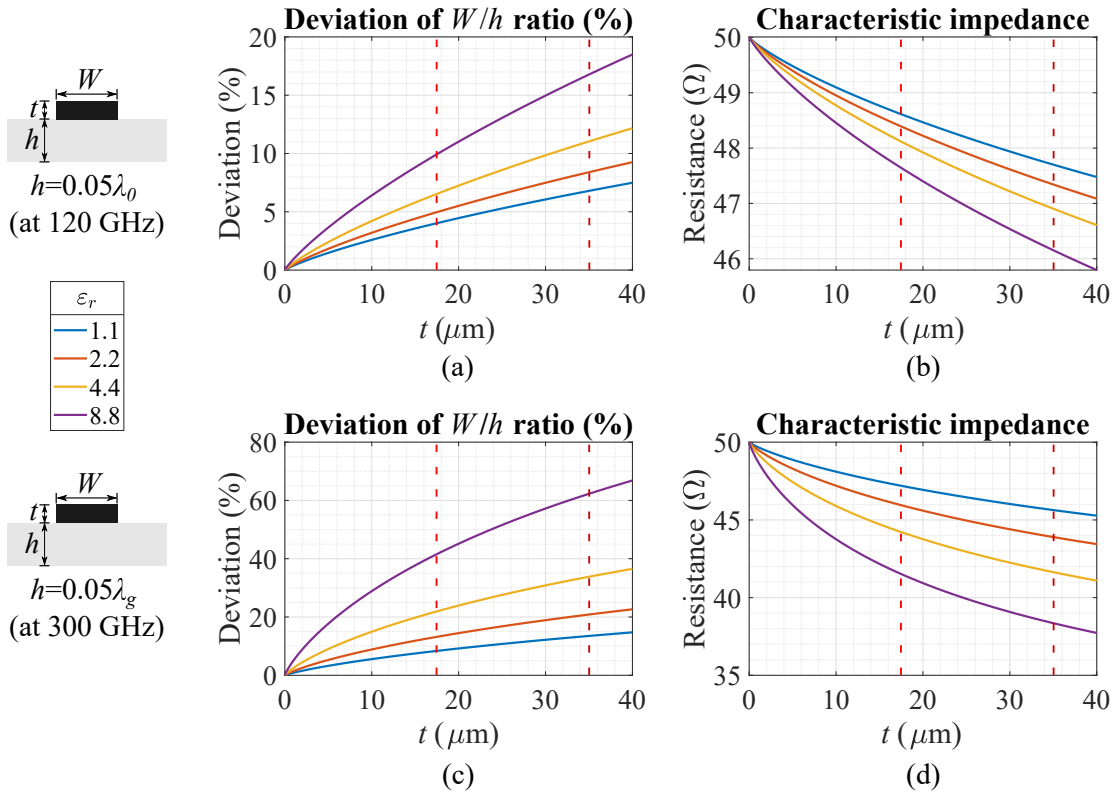 W
t
h
h=0.05λ0
(at 120 GHz)
εr
1.1
2.2
4.4
8.8
W
t
h
h=0.05λg
(at 300 GHz)
Deviation of W/h ratio (%)
Deviation (%)
20
15
10
5
0
0 10 20 30 40
t (μm)
(a)
Characteristic impedance
Resistance (Ω)
50
49
48
47
46
0 10 20 30 40
t (μm)
(b)
Deviation of W/h ratio (%)
Deviation (%)
80
60
40
20
0
0 10 20 30 40
t (μm)
(c)
Characteristic impedance
Resistance (Ω)
50
45
40
35
0 10 20 30 40
t (μm)
(d)